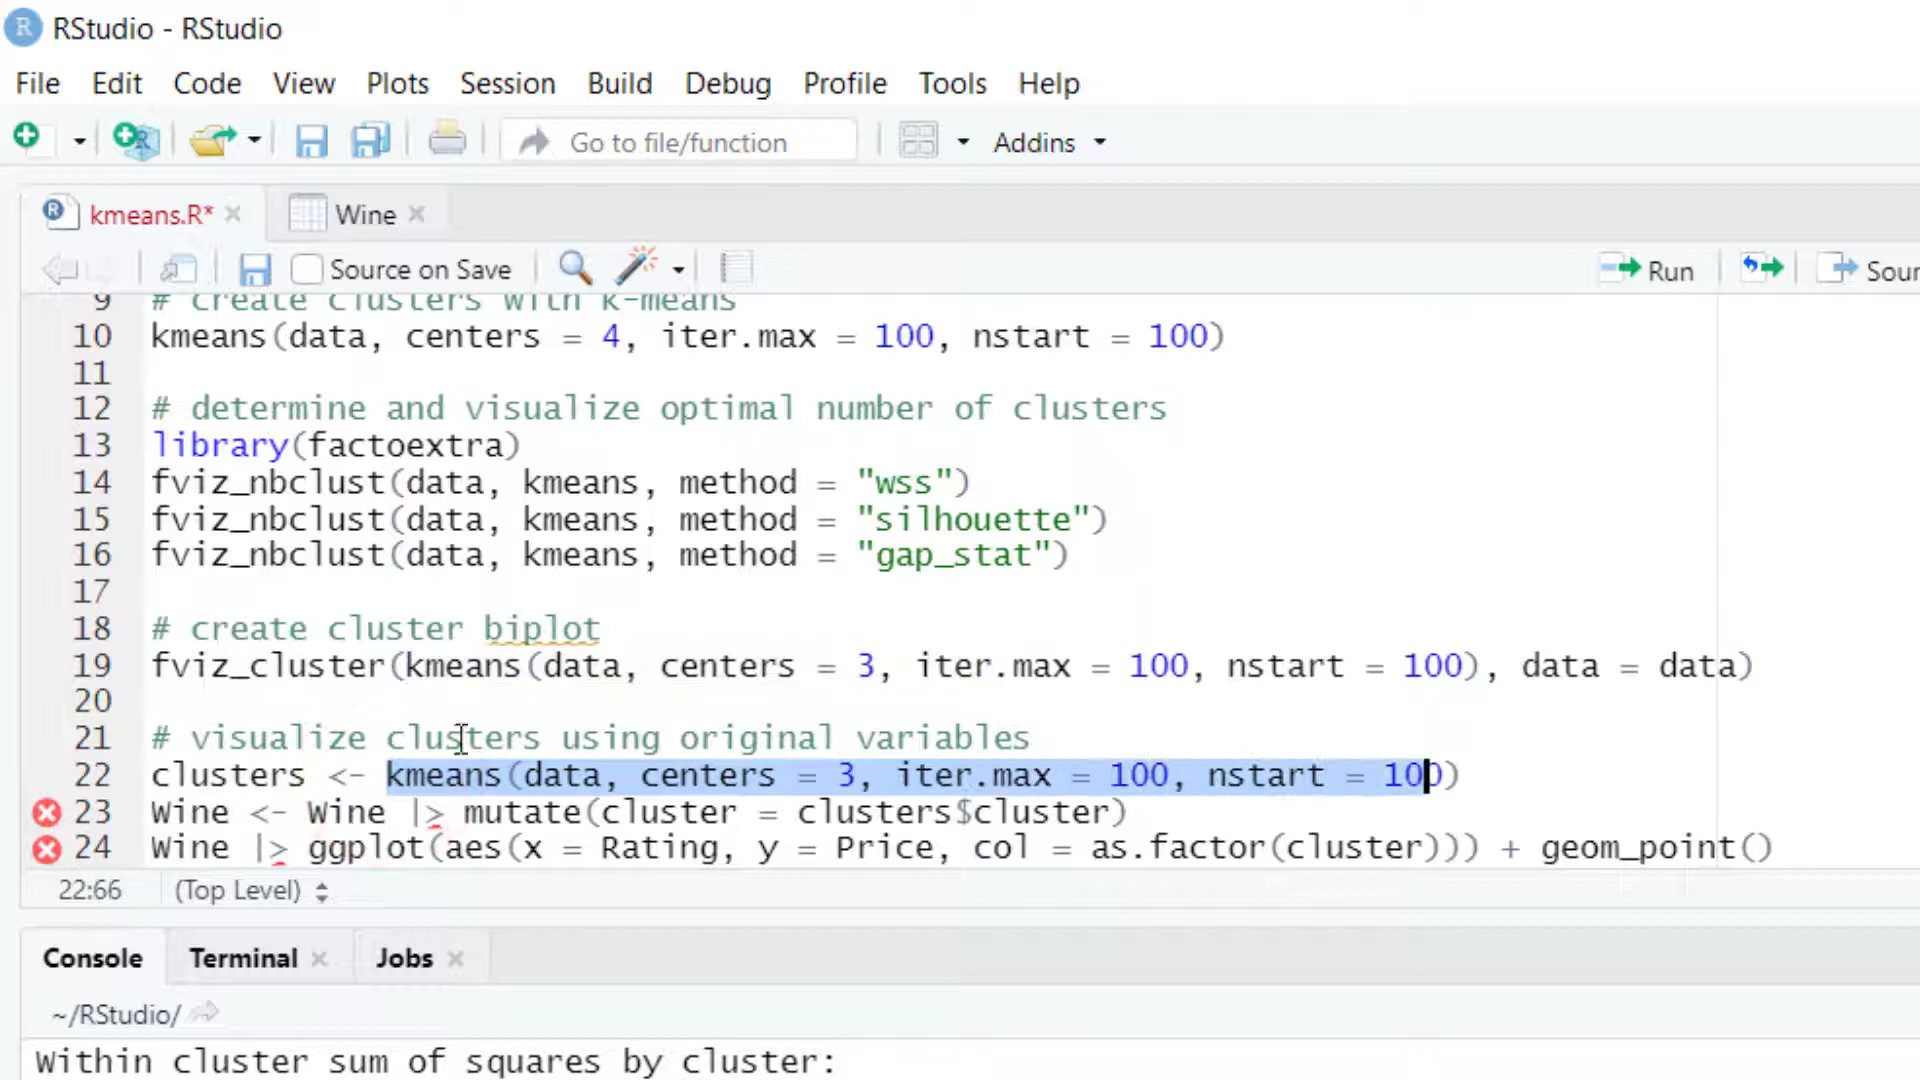 RStudio - RStudio
File Edit Code View Plots Session Build Debug Profile Tools Help
Go to file/function Addins
kmeans.R* Wine
Source on Save Run Sour
9 # create clusters with k-means
10 kmeans(data, centers = 4, iter.max = 100, nstart = 100)
11
12 # determine and visualize optimal number of clusters
13 library(factoextra)
14 fviz_nbclust(data, kmeans, method = "wss")
15 fviz_nbclust(data, kmeans, method = "silhouette")
16 fviz_nbclust(data, kmeans, method = "gap_stat")
17
18 # create cluster biplot
19 fviz_cluster(kmeans(data, centers = 3, iter.max = 100, nstart = 100), data = data)
20
21 # visualize clusters using original variables
22 clusters <- kmeans(data, centers = 3, iter.max = 100, nstart = 100)
23 Wine <- Wine |> mutate(cluster = clusters$cluster)
24 Wine |> ggplot(aes(x = Rating, y = Price, col = as.factor(cluster))) + geom_point()
22:66 (Top Level)
Console Terminal Jobs
~/RStudio/
Within cluster sum of squares by cluster: